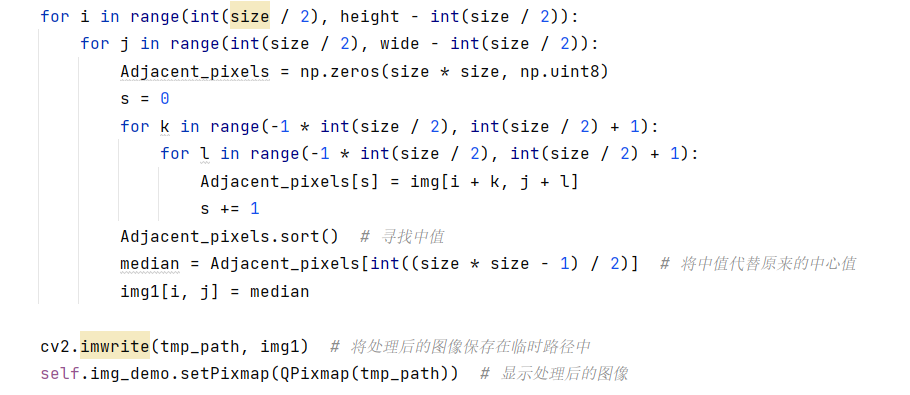 for i in range(int(size / 2), height - int(size / 2)):
    for j in range(int(size / 2), wide - int(size / 2)):
        Adjacent_pixels = np.zeros(size * size, np.uint8)
        s = 0
        for k in range(-1 * int(size / 2), int(size / 2) + 1):
            for l in range(-1 * int(size / 2), int(size / 2) + 1):
                Adjacent_pixels[s] = img[i + k, j + l]
                s += 1
        Adjacent_pixels.sort()  # 寻找中值
        median = Adjacent_pixels[int((size * size - 1) / 2)]  # 将中值代替原来的中心值
        img1[i, j] = median

cv2.imwrite(tmp_path, img1)  # 将处理后的图像保存在临时路径中
self.img_demo.setPixmap(QPixmap(tmp_path))  # 显示处理后的图像